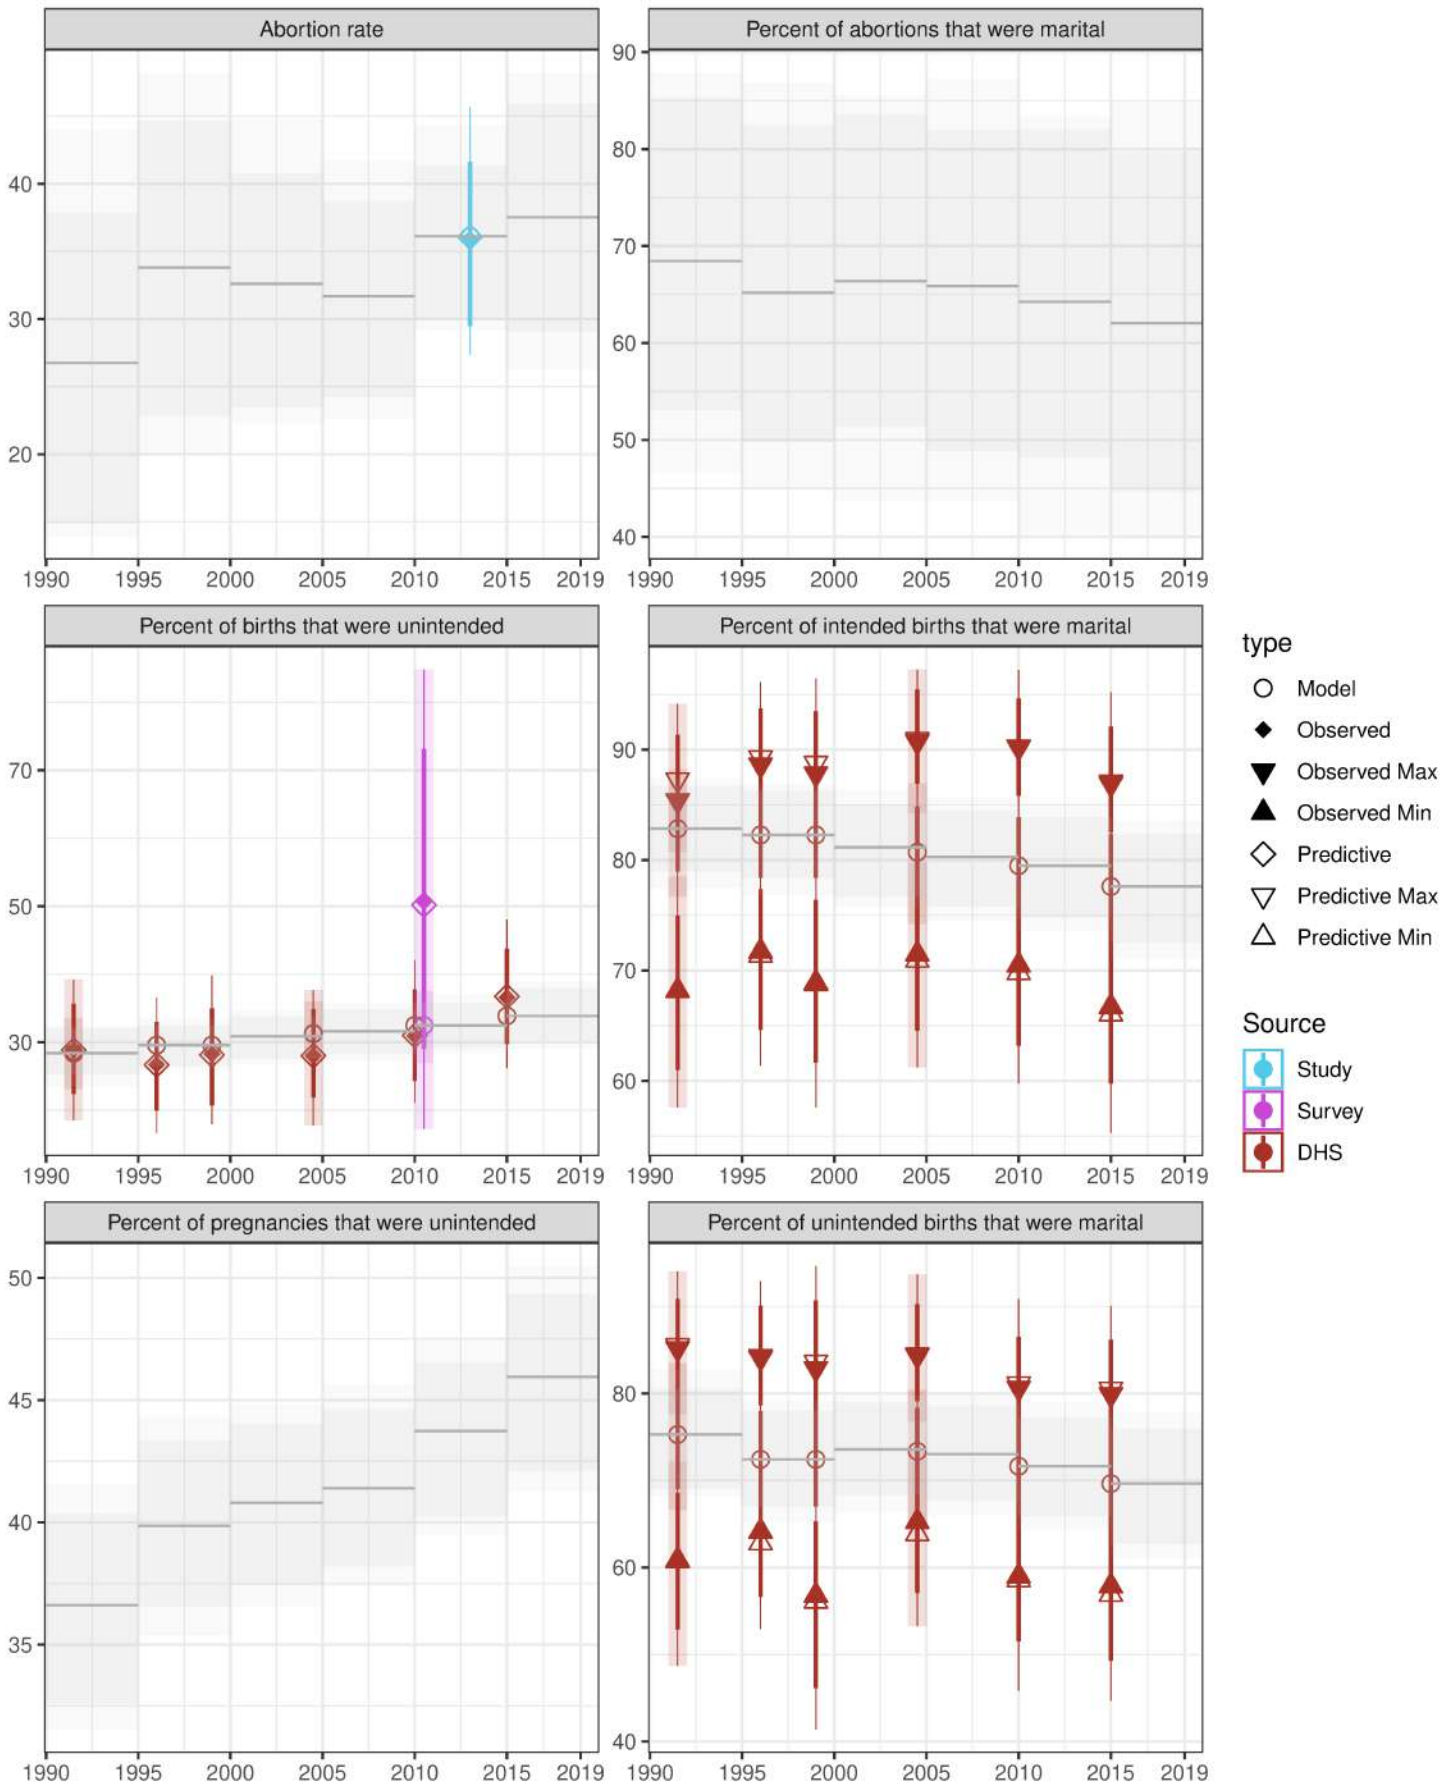 Abortion rate
Percent of abortions that were marital
40
30
20
90
80
70
60
50
40
1990 1995 2000 2005 2010 2015 2019
1990 1995 2000 2005 2010 2015 2019
Percent of births that were unintended
Percent of intended births that were marital
70
50
30
90
80
70
60
1990 1995 2000 2005 2010 2015 2019
1990 1995 2000 2005 2010 2015 2019
Percent of pregnancies that were unintended
Percent of unintended births that were marital
50
45
40
35
80
60
40
1990 1995 2000 2005 2010 2015 2019
1990 1995 2000 2005 2010 2015 2019
type
Model
Observed
Observed Max
Observed Min
Predictive
Predictive Max
Predictive Min
Source
Study
Survey
DHS